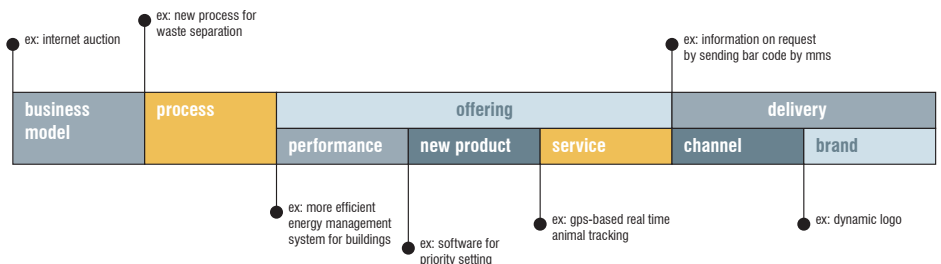 ex: new process for
waste separation
ex: internet auction
ex: information on request
by sending bar code by mms
business
model
process
offering
delivery
performance
new product
service
channel
brand
ex: more efficient
energy management
system for buildings
ex: software for
priority setting
ex: gps-based real time
animal tracking
ex: dynamic logo